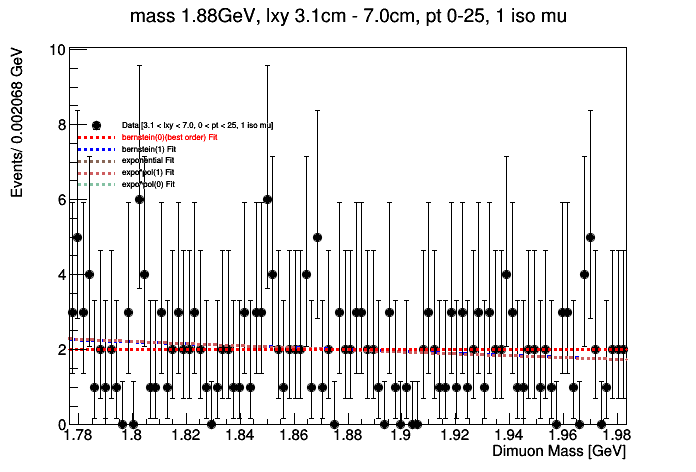 mass 1.88GeV, lxy 3.1cm - 7.0cm, pt 0-25, 1 iso mu
Events/ 0.002068 GeV
10
8
6
4
2
0
Data [3.1 < lxy < 7.0, 0 < pt < 25, 1 iso mu]
bernstein(0)(best order) Fit
bernstein(1) Fit
exponential Fit
expo*pol(1) Fit
expo*pol(0) Fit
1.78 1.8 1.82 1.84 1.86 1.88 1.9 1.92 1.94 1.96 1.98
Dimuon Mass [GeV]